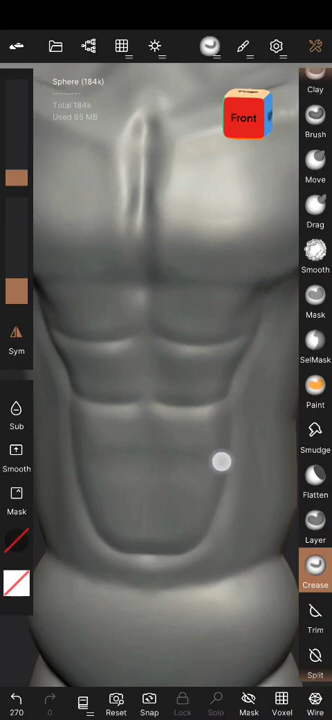 Sphere (184k)
Total 184k
Used 65 MB
Front
Clay
Brush
Move
Drag
Smooth
Mask
SelMask
Paint
Smudge
Flatten
Layer
Crease
Trim
Split
Sym
Sub
Smooth
Mask
270
0
Reset
Snap
Lock
Solo
Mask
Voxel
Wire